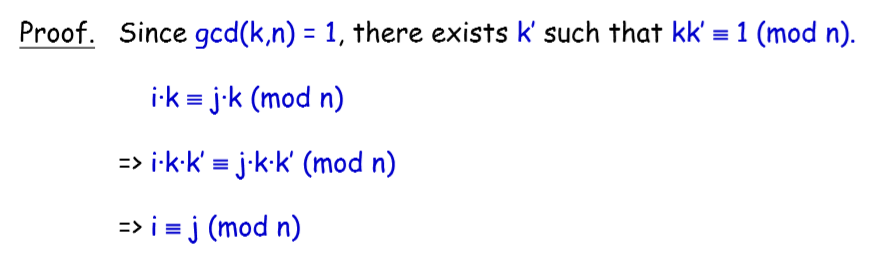 Proof. Since gcd(k,n) = 1, there exists k’ such that kk’ ≡ 1 (mod n).
i·k ≡ j·k (mod n)
=> i·k·k’ ≡ j·k·k’ (mod n)
=> i ≡ j (mod n)